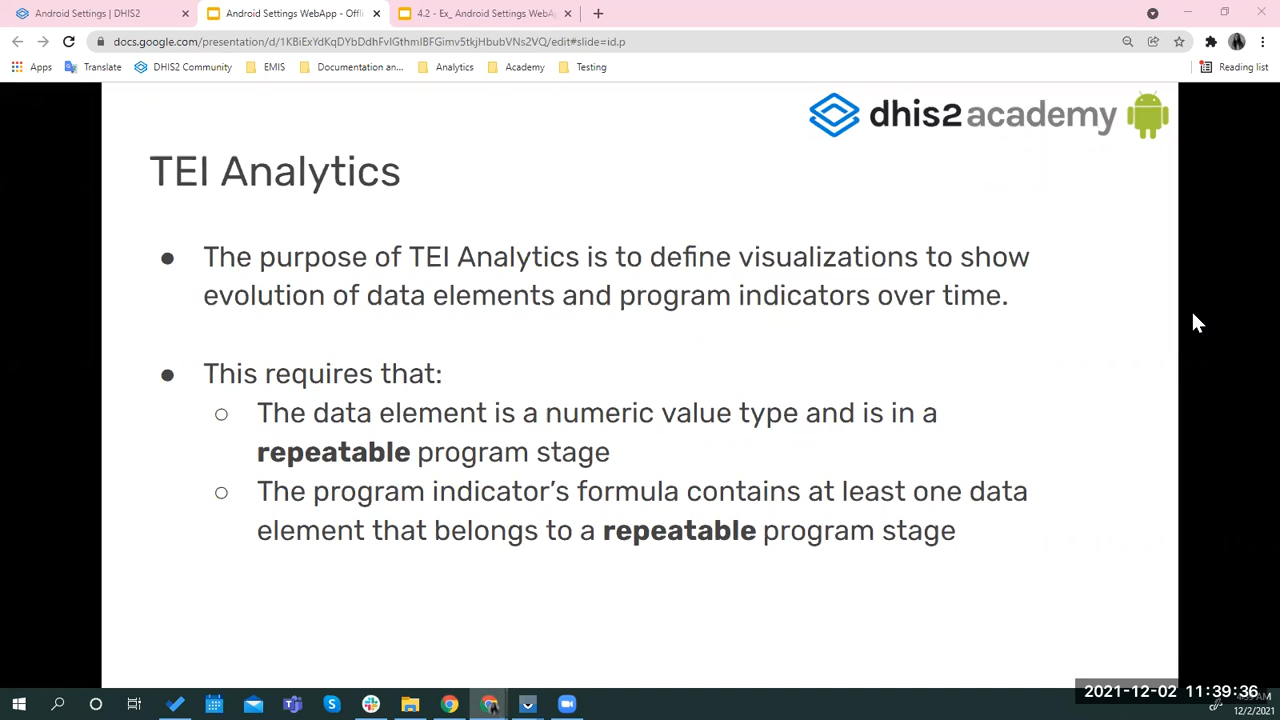 Android Settings | DHIS2
Android Settings WebApp - Offli
4.2 - Ex_ Android Settings WebA
docs.google.com/presentation/d/1KBiExYdKqDYbDdhFvIGthmIBFGimv5tkjHbubVNs2VQ/edit#slide=id.p
Apps
Translate
DHIS2 Community
EMIS
Documentation an...
Analytics
Academy
Testing
Reading list
dhis2academy
TEI Analytics
● The purpose of TEI Analytics is to define visualizations to show
evolution of data elements and program indicators over time.
● This requires that:
○ The data element is a numeric value type and is in a
repeatable program stage
○ The program indicator’s formula contains at least one data
element that belongs to a repeatable program stage
2021-12-02 11:39:36
12/2/2021